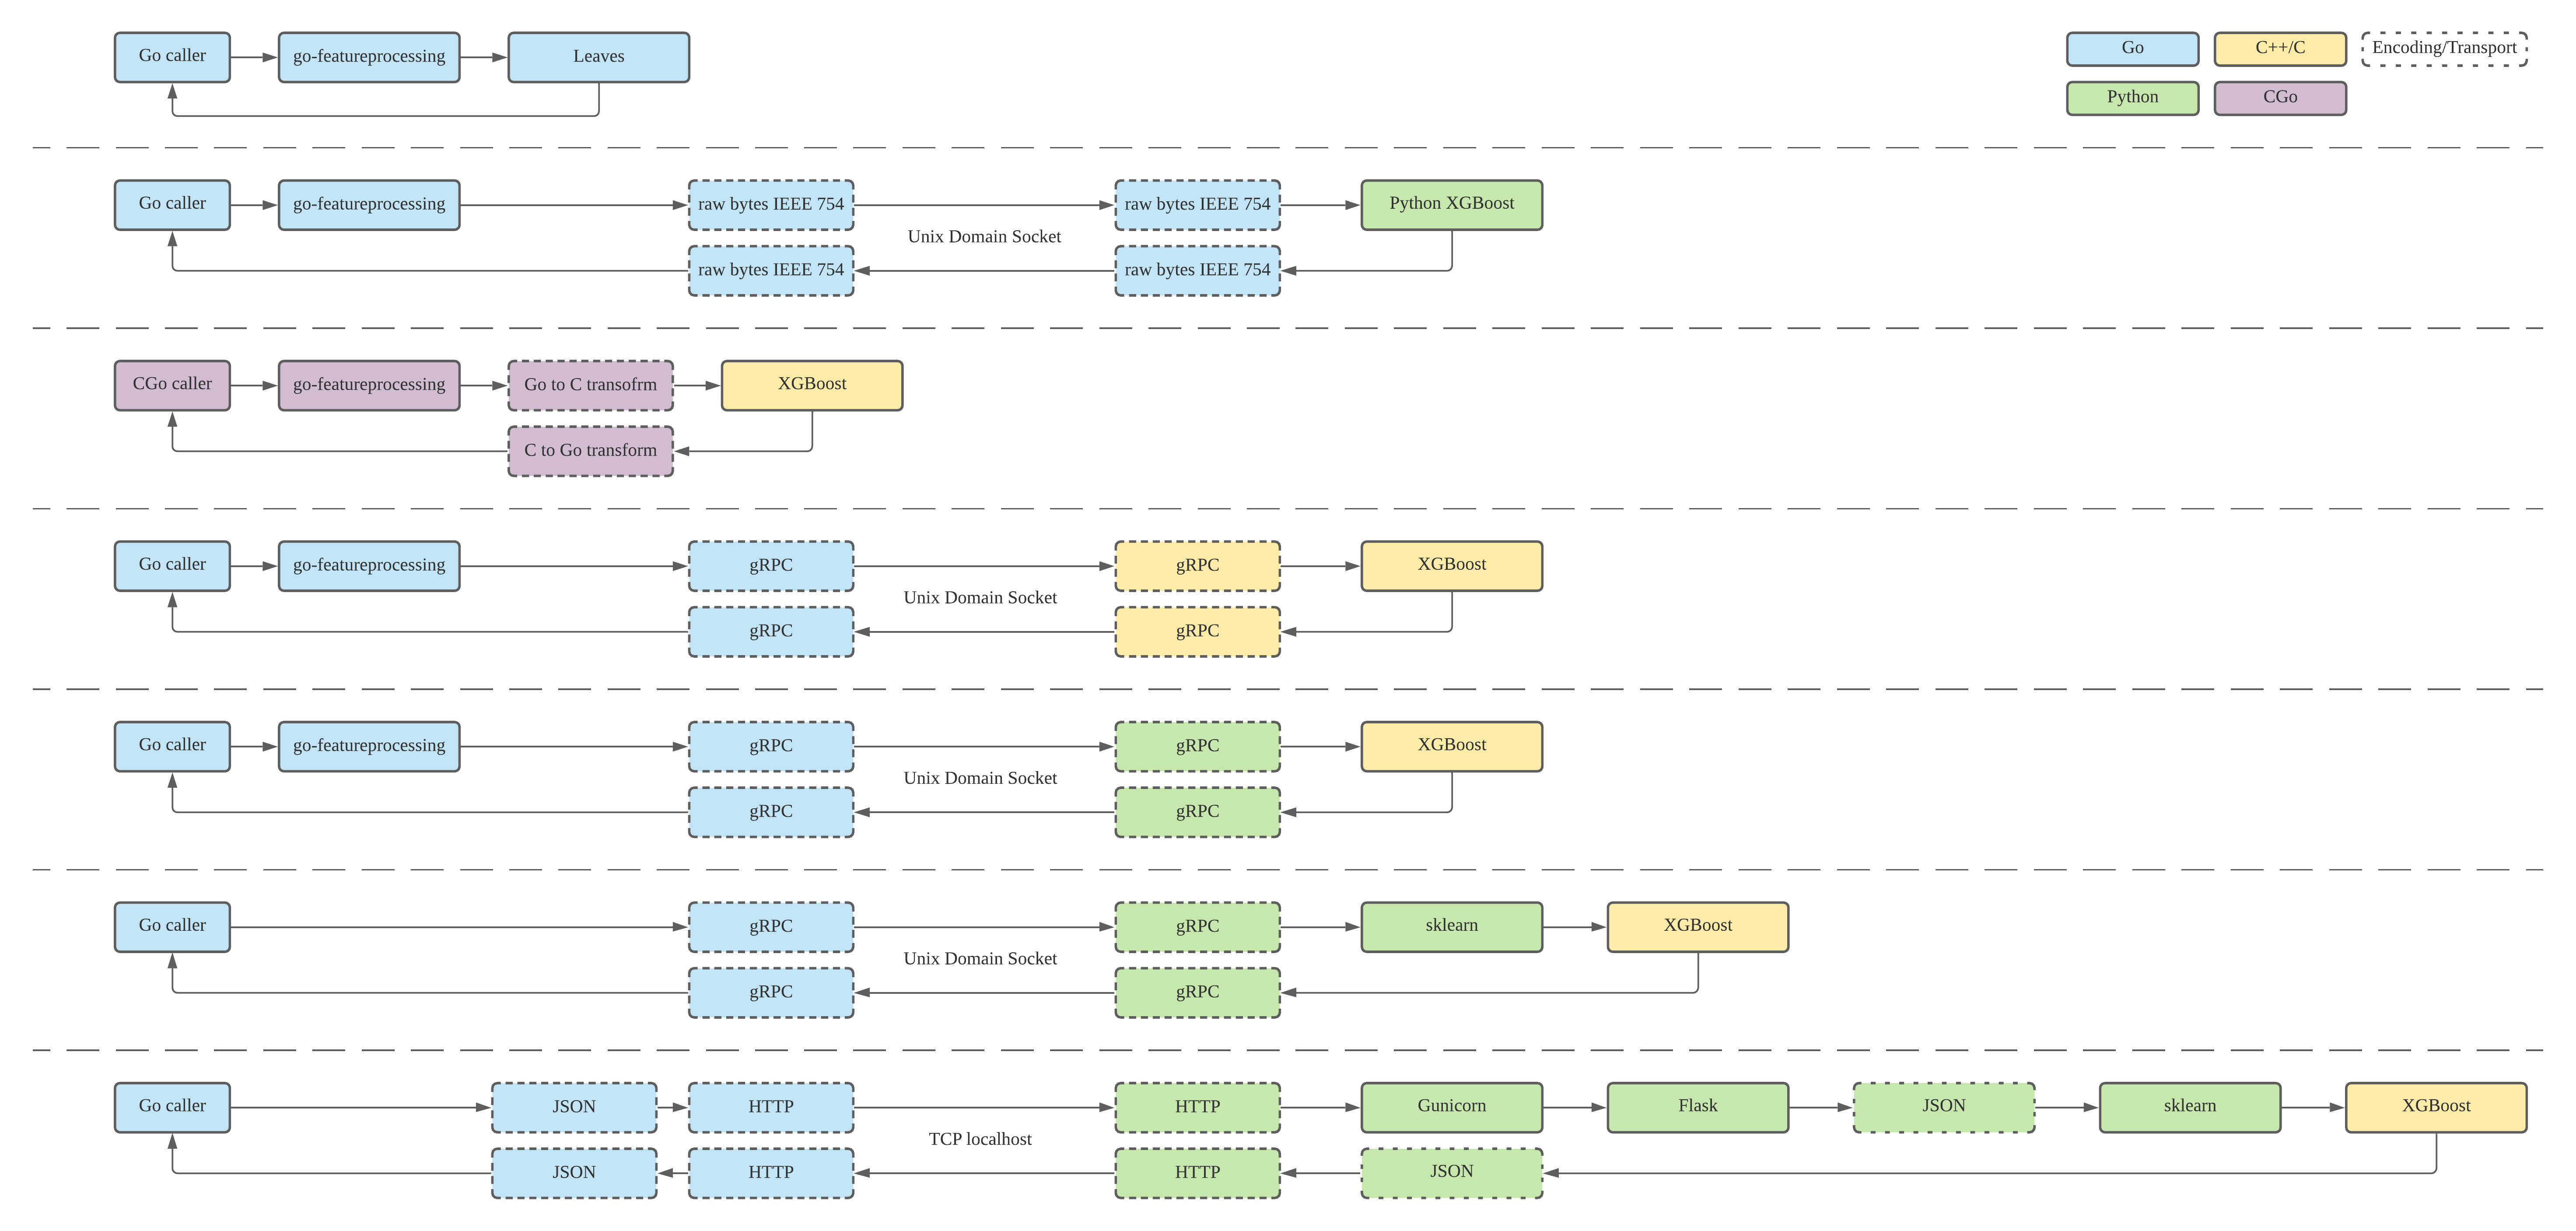 Go caller
go-featureprocessing
Leaves
Go
C++/C
Encoding/Transport
Python
CGo
Go caller
go-featureprocessing
raw bytes IEEE 754
raw bytes IEEE 754
Python XGBoost
Unix Domain Socket
raw bytes IEEE 754
raw bytes IEEE 754
CGo caller
go-featureprocessing
Go to C transofrm
XGBoost
C to Go transform
Go caller
go-featureprocessing
gRPC
gRPC
XGBoost
Unix Domain Socket
gRPC
gRPC
Go caller
go-featureprocessing
gRPC
gRPC
XGBoost
Unix Domain Socket
gRPC
gRPC
Go caller
gRPC
gRPC
sklearn
XGBoost
Unix Domain Socket
gRPC
gRPC
Go caller
JSON
HTTP
HTTP
Gunicorn
Flask
JSON
sklearn
XGBoost
TCP localhost
JSON
HTTP
HTTP
JSON